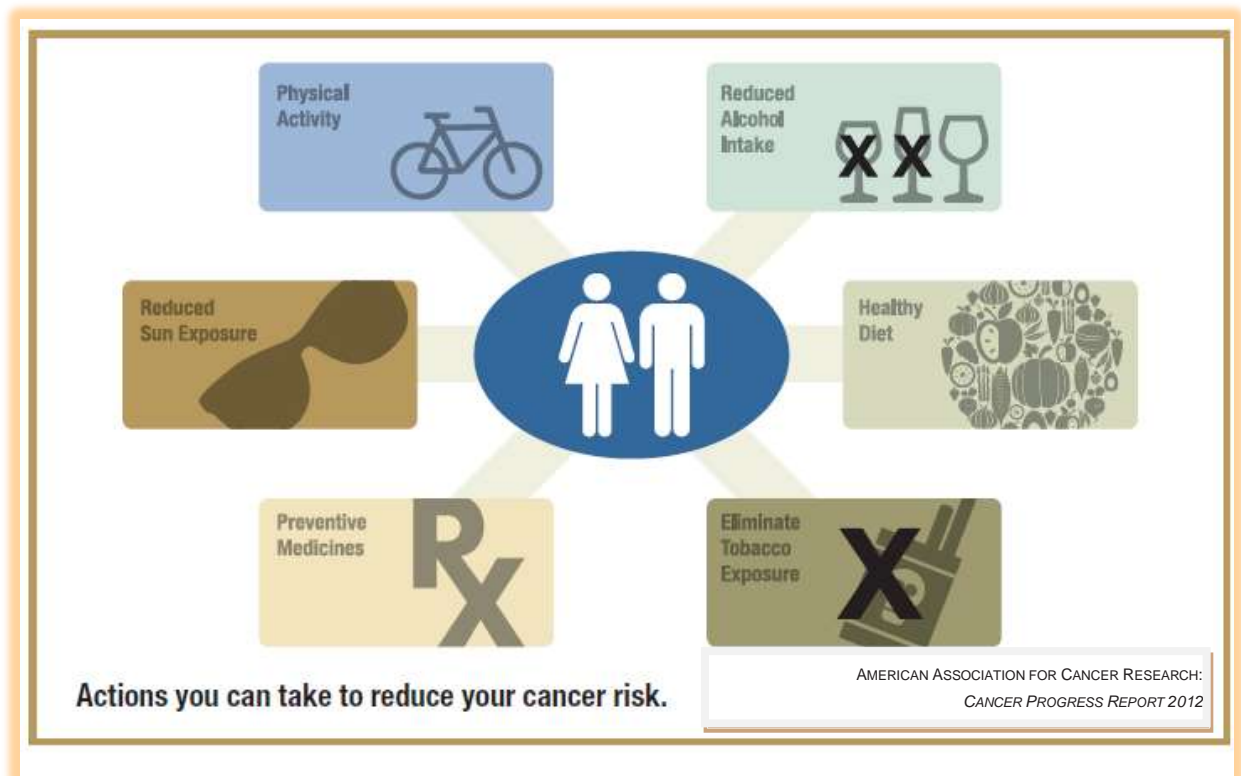 Physical
Activity
Reduced
Alcohol
Intake
Reduced
Sun Exposure
Healthy
Diet
Preventive
Medicines
RX
Eliminate
Tobacco
Exposure
X
X
X
Actions you can take to reduce your cancer risk.
AMERICAN ASSOCIATION FOR CANCER RESEARCH:
CANCER PROGRESS REPORT 2012